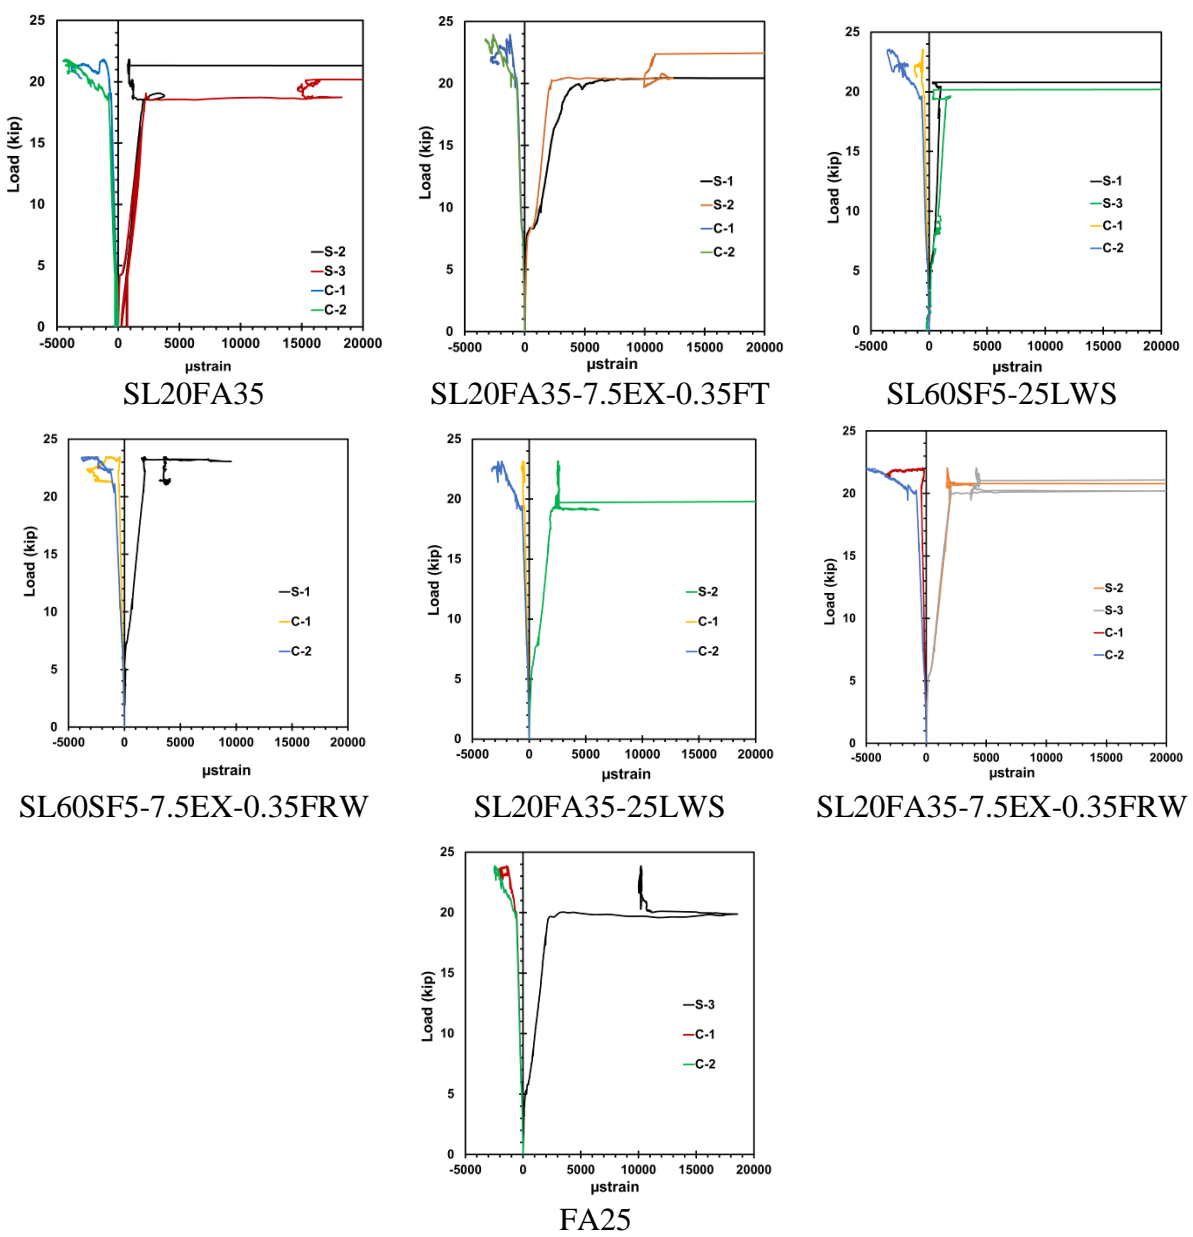 25
20
15
10
5
0
Load (kip)
S-2
S-3
C-1
C-2
-5000 0 5000 10000 15000 20000
µstrain
SL20FA35
25
20
15
10
5
0
Load (kip)
S-1
S-2
C-1
C-2
-5000 0 5000 10000 15000 20000
µstrain
SL20FA35-7.5EX-0.35FT
25
20
15
10
5
0
Load (kip)
S-1
S-3
C-1
C-2
-5000 0 5000 10000 15000 20000
µstrain
SL60SF5-25LWS
25
20
15
10
5
0
Load (kip)
S-1
C-1
C-2
-5000 0 5000 10000 15000 20000
µstrain
SL60SF5-7.5EX-0.35FRW
25
20
15
10
5
0
Load (kip)
S-2
C-1
C-2
-5000 0 5000 10000 15000 20000
µstrain
SL20FA35-25LWS
25
20
15
10
5
0
Load (kip)
S-2
S-3
C-1
C-2
-5000 0 5000 10000 15000 20000
µstrain
SL20FA35-7.5EX-0.35FRW
25
20
15
10
5
0
Load (kip)
S-3
C-1
C-2
-5000 0 5000 10000 15000 20000
µstrain
FA25